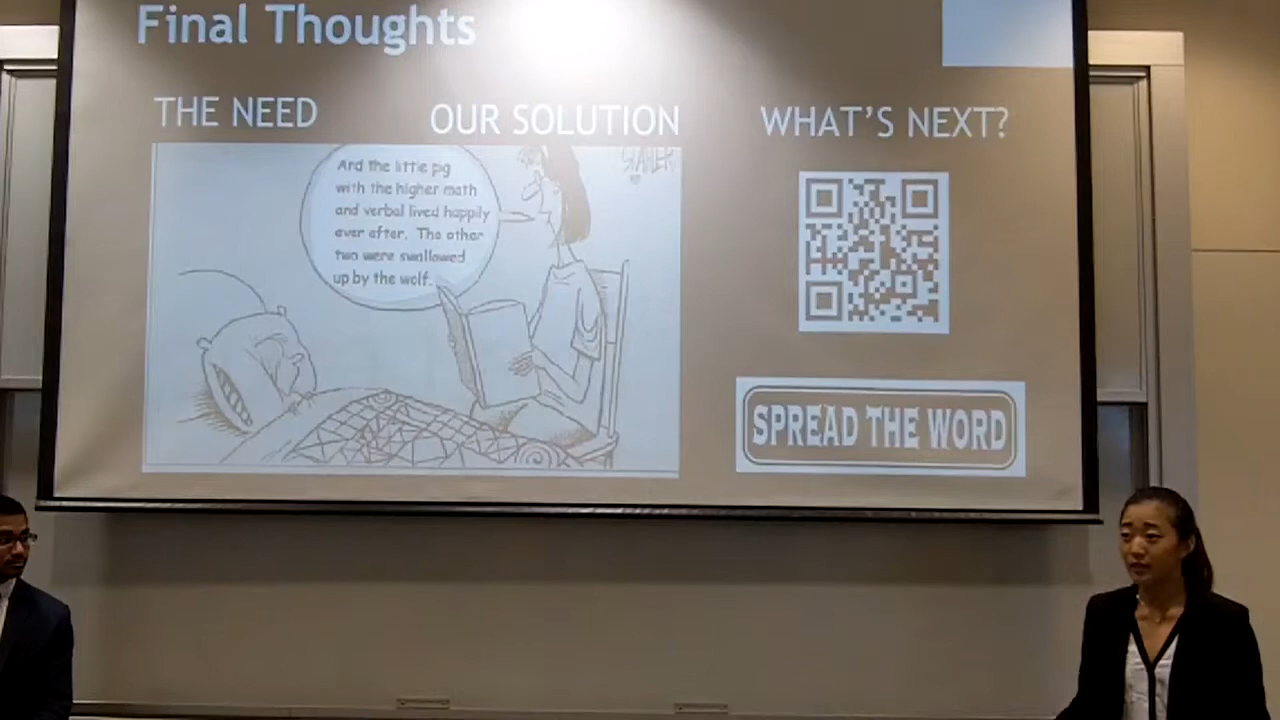 Final Thoughts
THE NEED
OUR SOLUTION
WHAT'S NEXT?
And the little pig
with the higher math
and verbal lived happily
ever after. The other
two were swallowed
up by the wolf.
STAHLER
SPREAD THE WORD